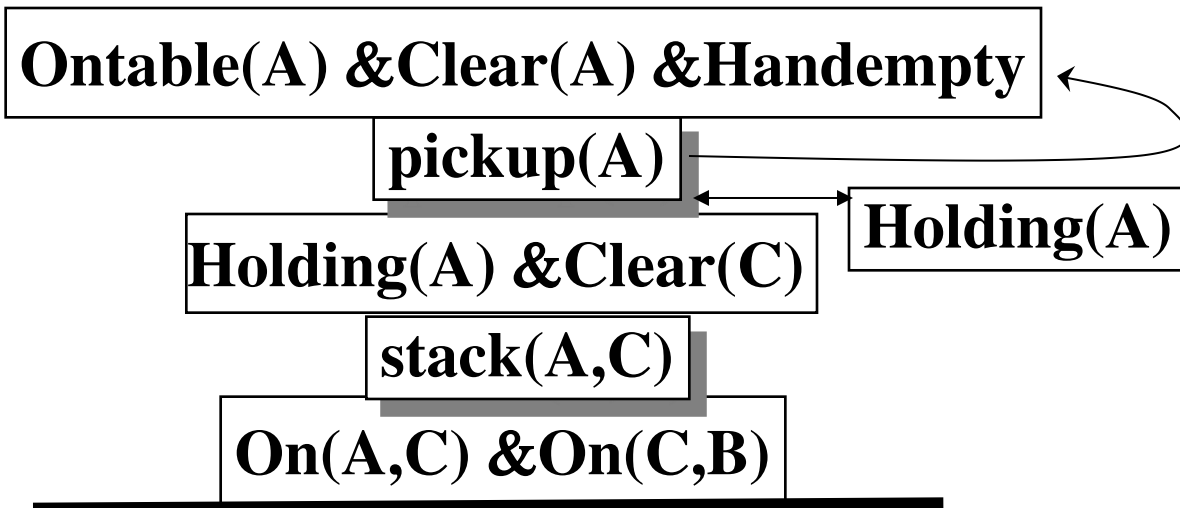 Ontable(A) &Clear(A) &Handempty
pickup(A)
Holding(A)
Holding(A) &Clear(C)
stack(A,C)
On(A,C) &On(C,B)